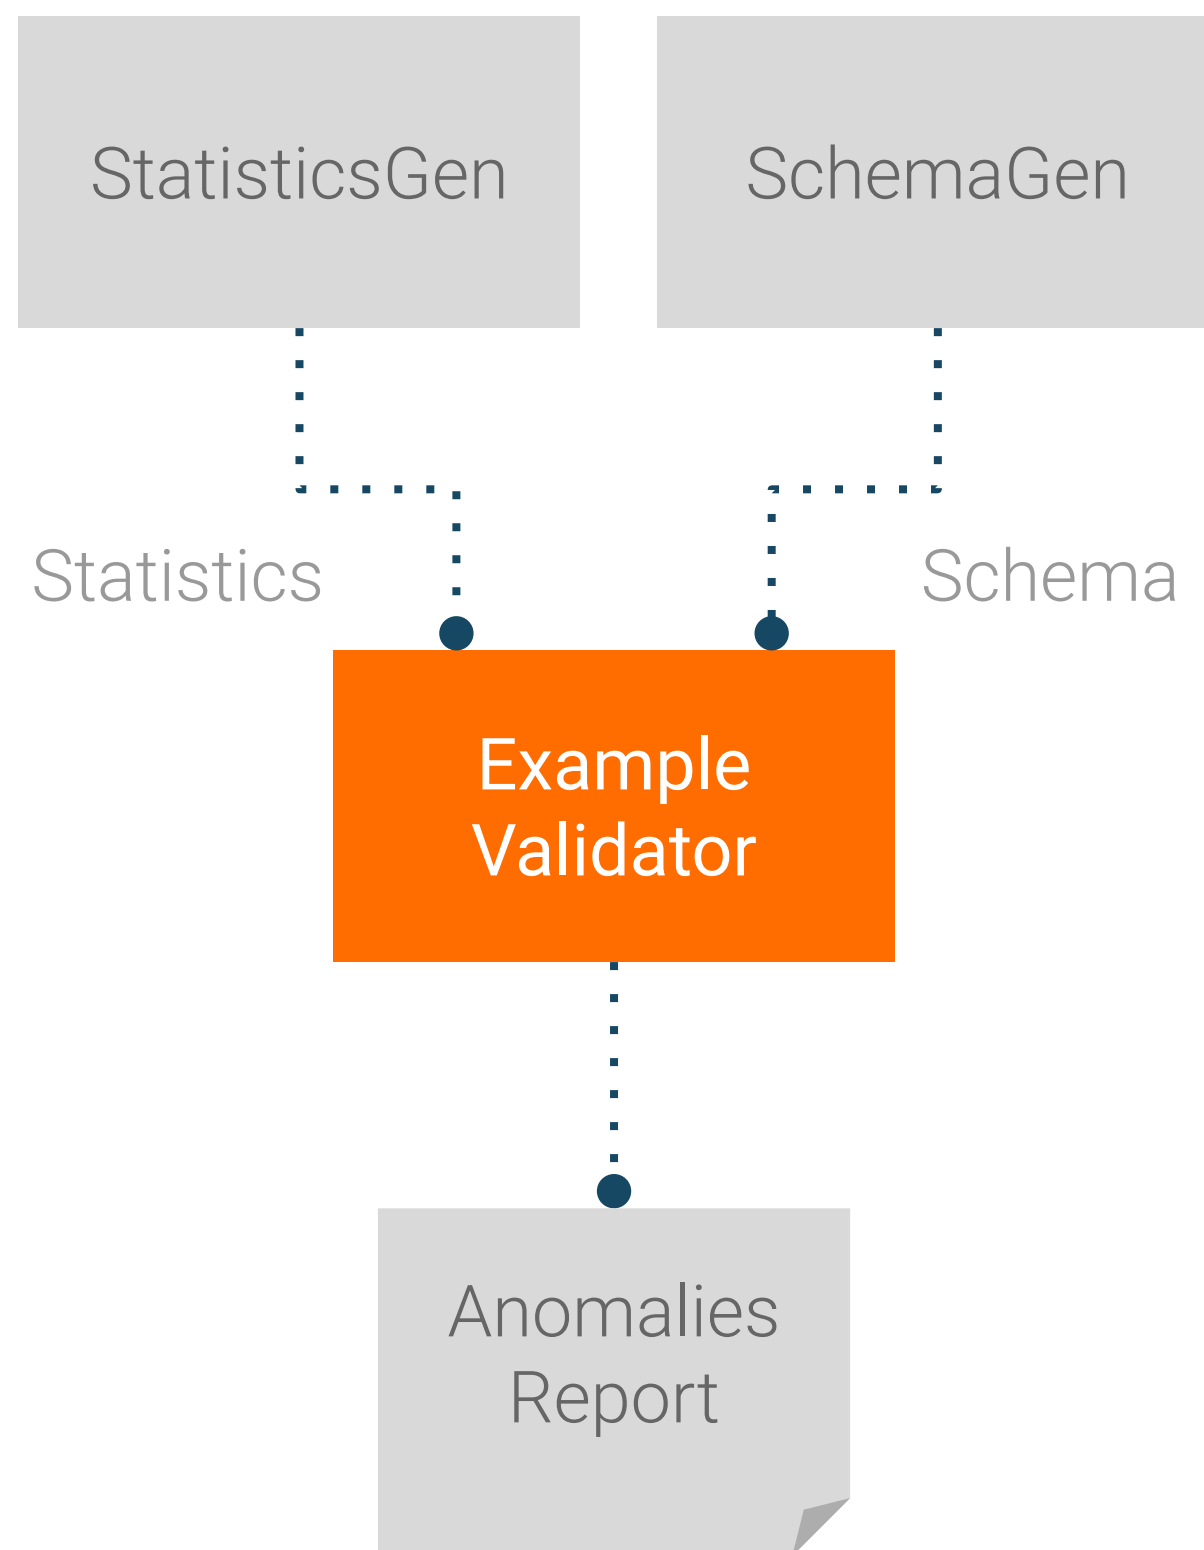 StatisticsGen
SchemaGen
Statistics
Schema
Example
Validator
Anomalies
Report